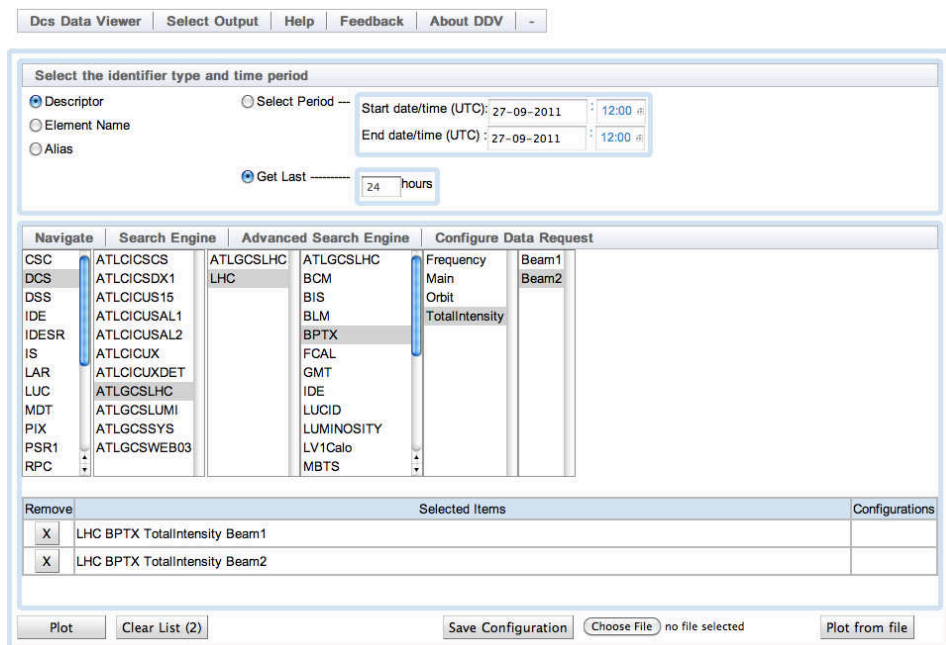 Dcs Data Viewer Select Output Help Feedback About DDV -
Select the identifier type and time period
Descriptor Select Period --- Start date/time (UTC): 27-09-2011 : 12:00
Element Name End date/time (UTC) : 27-09-2011 : 12:00
Alias
Get Last ---------- 24 hours
Navigate Search Engine Advanced Search Engine Configure Data Request
CSC ATLCICSCS ATLGCSLHC ATLGCSLHC Frequency Beam1
DCS ATLCICSDX1 LHC BCM Main Beam2
DSS ATLCICUS15 BIS Orbit
IDE ATLCICUSAL1 BLM TotalIntensity
IDESR ATLCICUSAL2 BPTX
IS ATLCICUX FCAL
LAR ATLCICUXDET GMT
LUC ATLGCSLHC IDE
MDT ATLGCSLUMI LUCID
PIX ATLGCSSYS LUMINOSITY
PSR1 ATLGCSWEB03 LV1Calo
RPC MBTS
Remove Selected Items Configurations
X LHC BPTX TotalIntensity Beam1
X LHC BPTX TotalIntensity Beam2
Plot Clear List (2) Save Configuration Choose File no file selected Plot from file